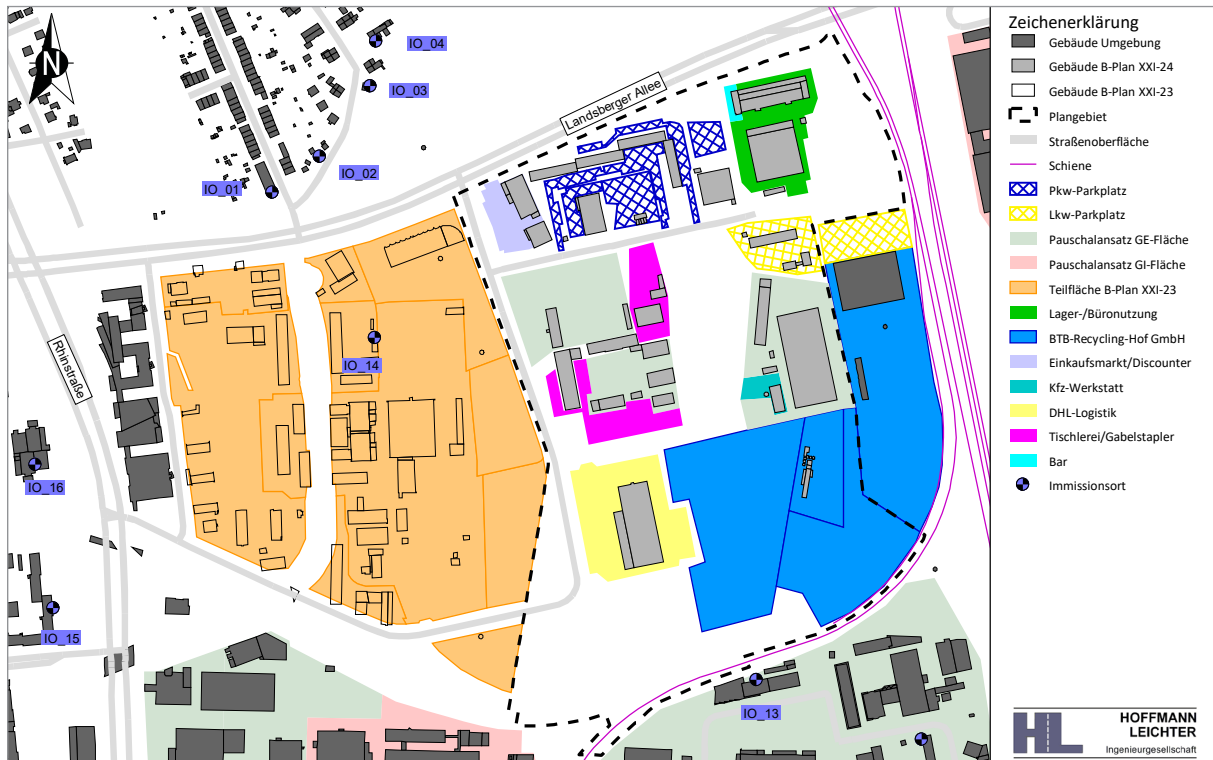 N
IO_04
IO_03
Landsberger Allee
IO_02
IO_01
Rhinstraße
IO_14
IO_16
IO_15
IO_13
Zeichenerklärung
Gebäude Umgebung
Gebäude B-Plan XXI-24
Gebäude B-Plan XXI-23
Plangebiet
Straßenoberfläche
Schiene
Pkw-Parkplatz
Lkw-Parkplatz
Pauschalansatz GE-Fläche
Pauschalansatz GI-Fläche
Teilfläche B-Plan XXI-23
Lager-/Büronutzung
BTB-Recycling-Hof GmbH
Einkaufsmarkt/Discounter
Kfz-Werkstatt
DHL-Logistik
Tischlerei/Gabelstapler
Bar
Immissionsort
HL
HOFFMANN
LEICHTER
Ingenieurgesellschaft